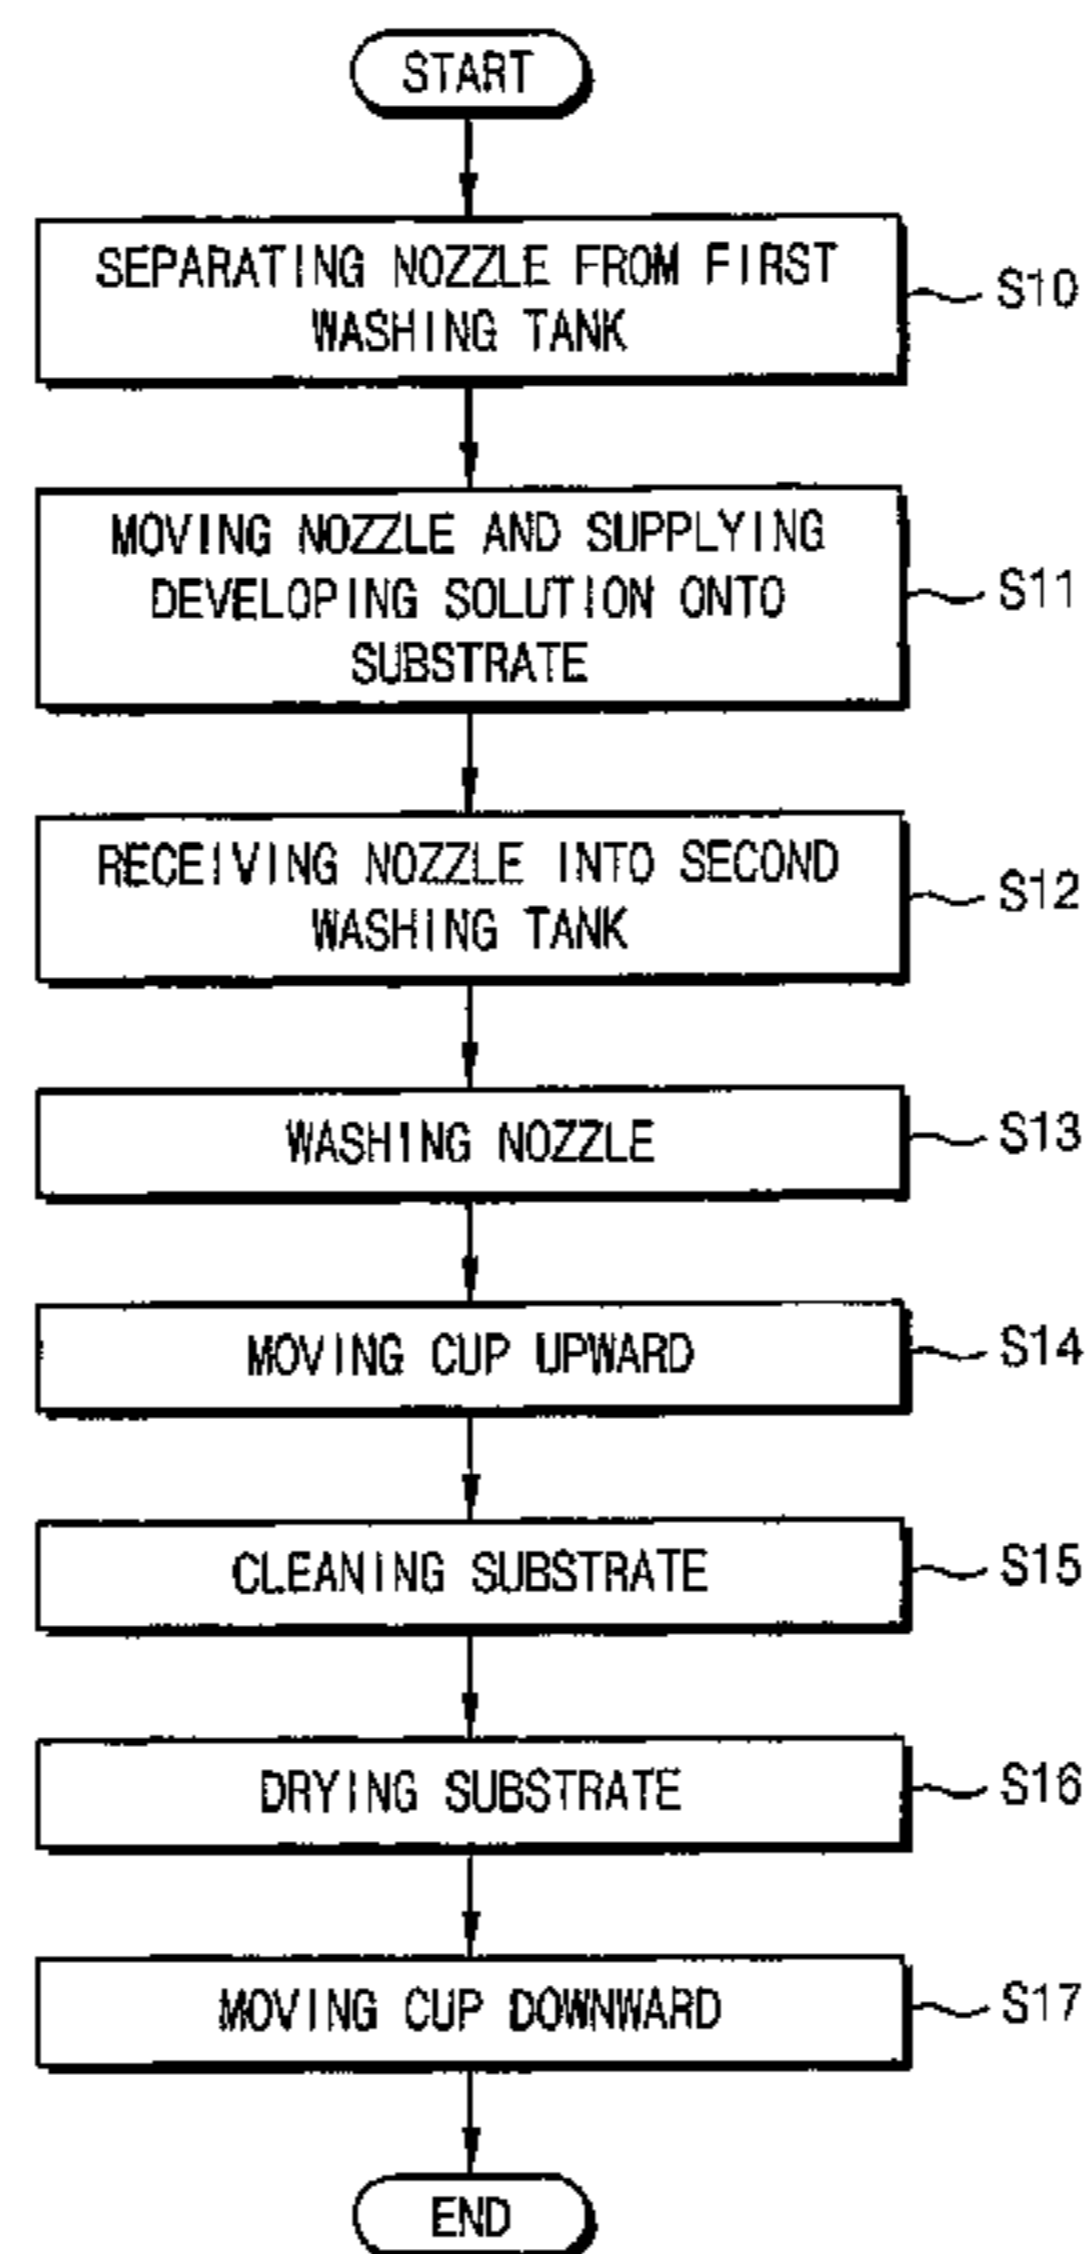 START
SEPARATING NOZZLE FROM FIRST
WASHING TANK
S10
MOVING NOZZLE AND SUPPLYING
DEVELOPING SOLUTION ONTO
SUBSTRATE
S11
RECEIVING NOZZLE INTO SECOND
WASHING TANK
S12
WASHING NOZZLE
S13
MOVING CUP UPWARD
S14
CLEANING SUBSTRATE
S15
DRYING SUBSTRATE
S16
MOVING CUP DOWNWARD
S17
END